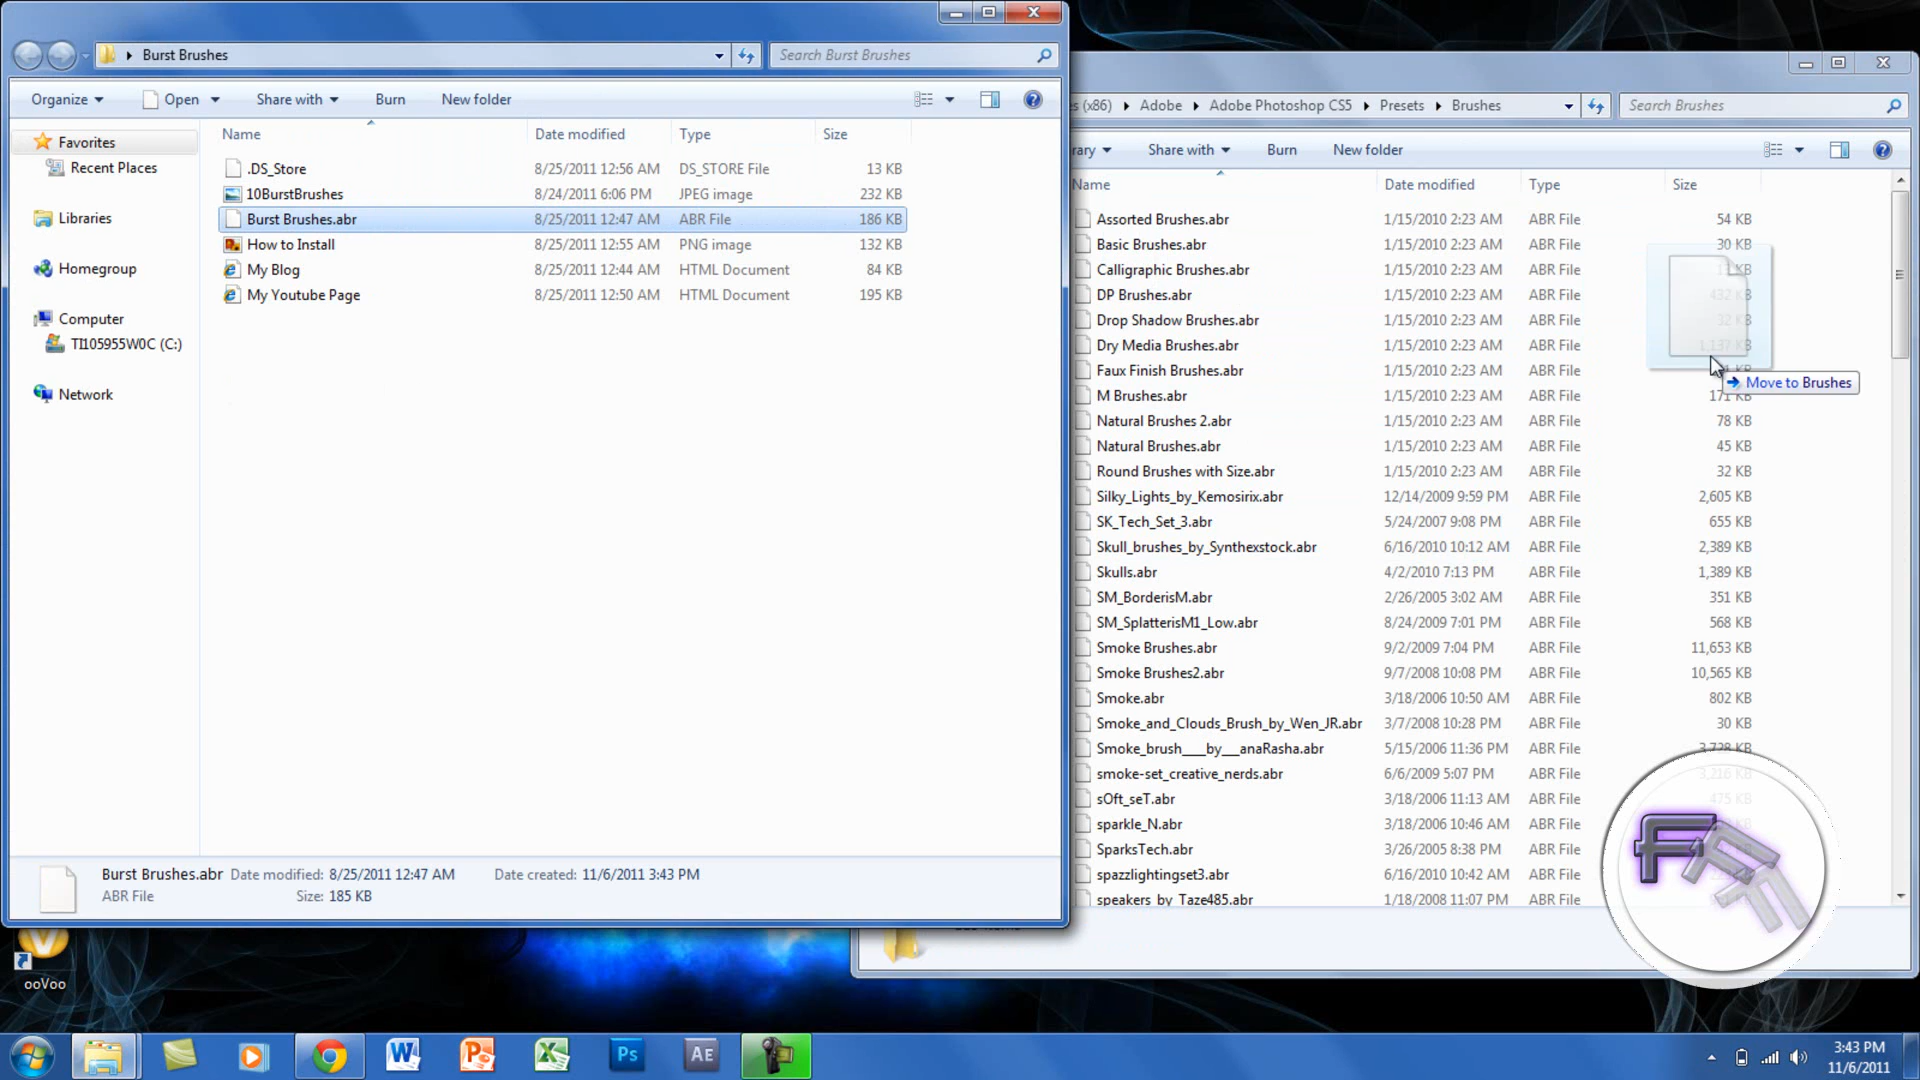 Burst Brushes
Search Burst Brushes
Organize
Open
Share with
Burn
New folder
Name
Date modified
Type
Size
Favorites
Recent Places
Libraries
Homegroup
Computer
TI105955W0C (C:)
Network
.DS_Store 8/25/2011 12:56 AM DS_STORE File 13 KB
10BurstBrushes 8/24/2011 6:06 PM JPEG image 232 KB
Burst Brushes.abr 8/25/2011 12:47 AM ABR File 186 KB
How to Install 8/25/2011 12:55 AM PNG image 132 KB
My Blog 8/25/2011 12:44 AM HTML Document 84 KB
My Youtube Page 8/25/2011 12:50 AM HTML Document 195 KB
Burst Brushes.abr Date modified: 8/25/2011 12:47 AM Date created: 11/6/2011 3:43 PM
ABR File Size: 185 KB
(x86) Adobe Adobe Photoshop CS5 Presets Brushes
Search Brushes
Share with
Burn
New folder
Name Date modified Type Size
Assorted Brushes.abr 1/15/2010 2:23 AM ABR File 54 KB
Basic Brushes.abr 1/15/2010 2:23 AM ABR File 30 KB
Calligraphic Brushes.abr 1/15/2010 2:23 AM ABR File KB
DP Brushes.abr 1/15/2010 2:23 AM ABR File 432 KB
Drop Shadow Brushes.abr 1/15/2010 2:23 AM ABR File 32 KB
Dry Media Brushes.abr 1/15/2010 2:23 AM ABR File 1,137 KB
Faux Finish Brushes.abr 1/15/2010 2:23 AM ABR File KB
Move to Brushes
M Brushes.abr 1/15/2010 2:23 AM ABR File 171 KB
Natural Brushes 2.abr 1/15/2010 2:23 AM ABR File 78 KB
Natural Brushes.abr 1/15/2010 2:23 AM ABR File 45 KB
Round Brushes with Size.abr 1/15/2010 2:23 AM ABR File 32 KB
Silky_Lights_by_Kemosirix.abr 12/14/2009 9:59 PM ABR File 2,605 KB
SK_Tech_Set_3.abr 5/24/2007 9:08 PM ABR File 655 KB
Skull_brushes_by_Synthexstock.abr 6/16/2010 10:12 AM ABR File 2,389 KB
Skulls.abr 4/2/2010 7:13 PM ABR File 1,389 KB
SM_BorderisM.abr 2/26/2005 3:02 AM ABR File 351 KB
SM_SplatterisM1_Low.abr 8/24/2009 7:01 PM ABR File 568 KB
Smoke Brushes.abr 9/2/2009 7:04 PM ABR File 11,653 KB
Smoke Brushes2.abr 9/7/2008 10:08 PM ABR File 10,565 KB
Smoke.abr 3/18/2006 10:50 AM ABR File 802 KB
Smoke_and_Clouds_Brush_by_Wen_JR.abr 3/7/2008 10:28 PM ABR File 30 KB
Smoke_brush___by__anaRasha.abr 5/15/2006 11:36 PM ABR File 3,728 KB
smoke-set_creative_nerds.abr 6/6/2009 5:07 PM ABR File 3,216 KB
sOft_seT.abr 3/18/2006 11:13 AM ABR File 475 KB
sparkle_N.abr 3/18/2006 10:46 AM ABR File
SparksTech.abr 3/26/2005 8:38 PM ABR File
spazzlightingset3.abr 6/16/2010 10:42 AM ABR File
speakers_by_Taze485.abr 1/18/2008 11:07 PM ABR File
ooVoo
W
P
X
Ps
AE
3:43 PM
11/6/2011